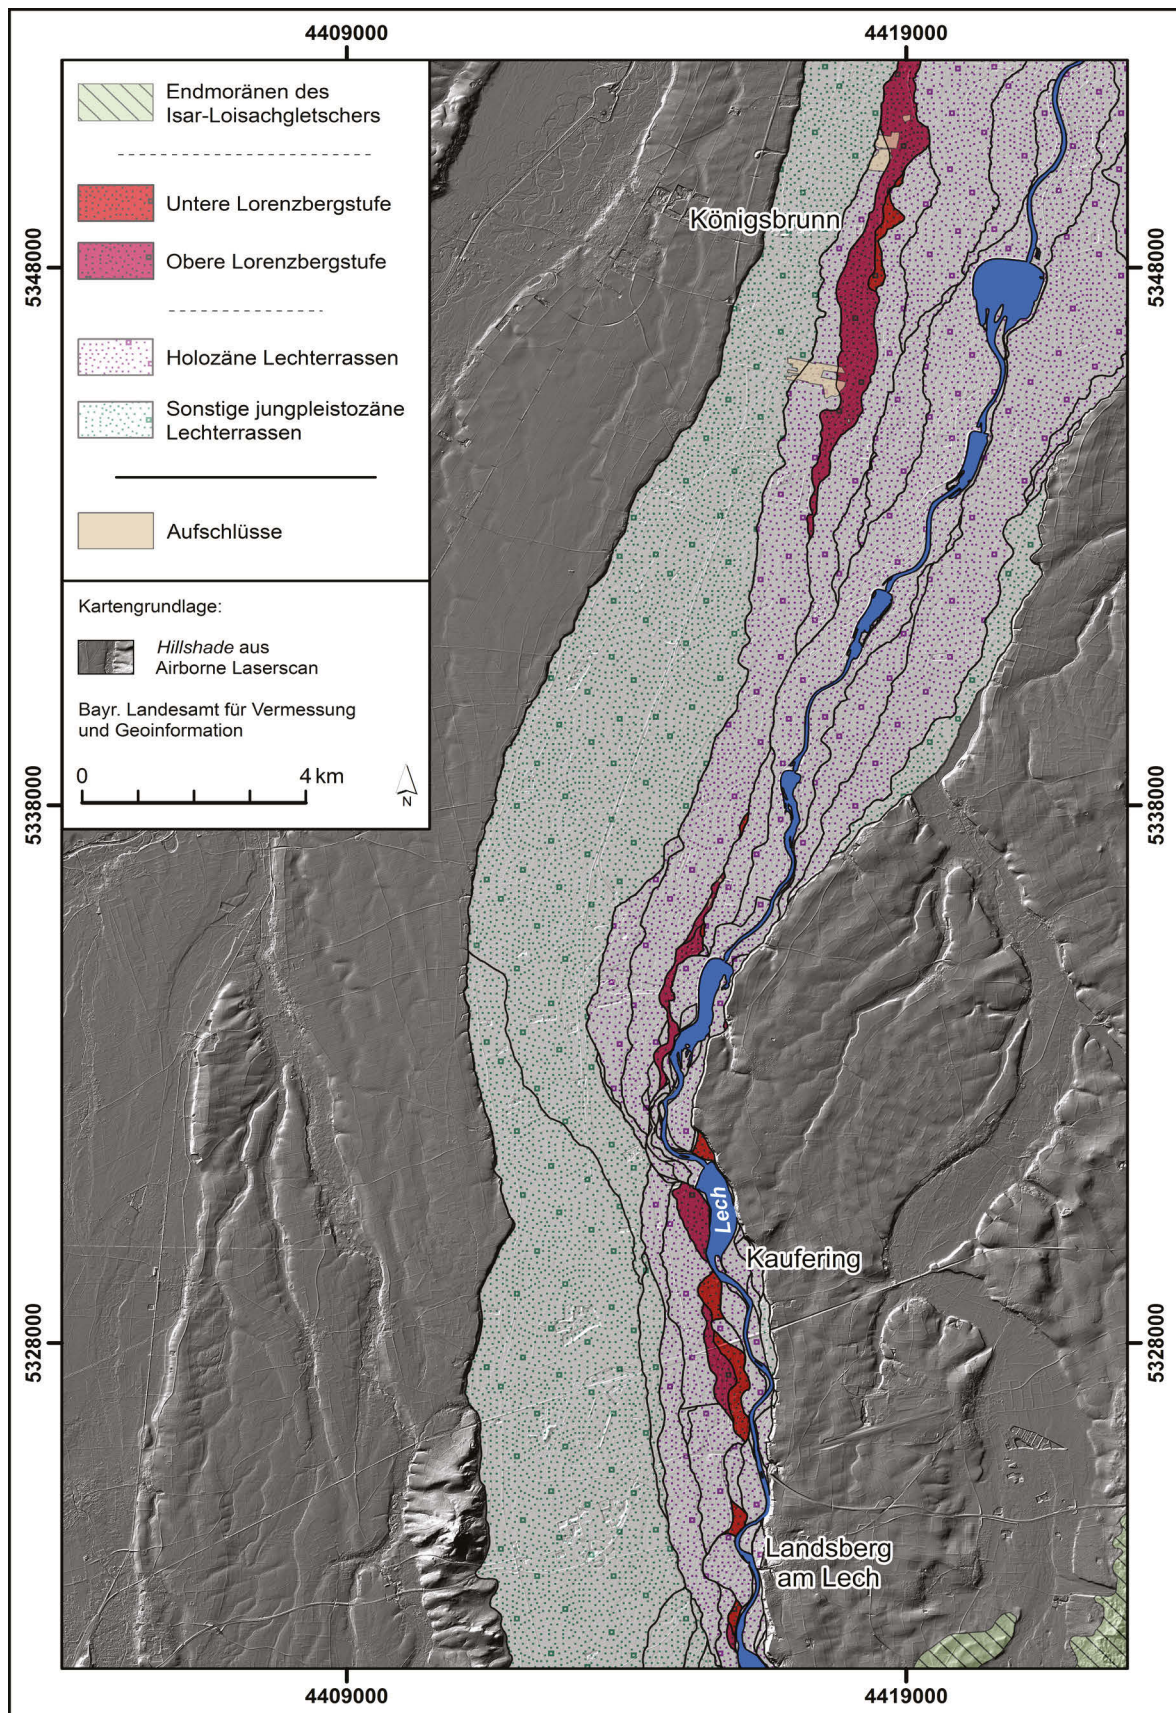 4409000
4419000
Endmoränen des
Isar-Loisachgletschers
Untere Lorenzbergstufe
Obere Lorenzbergstufe
Holozäne Lechterrassen
Sonstige jungpleistozäne
Lechterrassen
Aufschlüsse
Kartengrundlage:
Hillshade aus
Airborne Laserscan
Bayr. Landesamt für Vermessung
und Geoinformation
0
4 km
N
5348000
5348000
5338000
5338000
5328000
5328000
Königsbrunn
Lech
Kaufering
Landsberg
am Lech
4409000
4419000